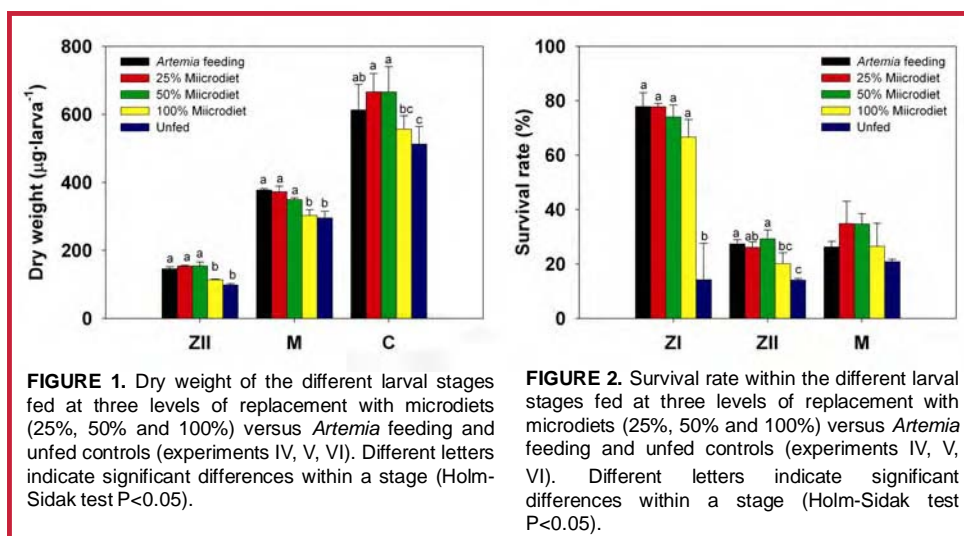 800
600
400
200
0
Dry weight (µg·larva⁻¹)
Artemia feeding
25% Miicrodiet
50% Miicrodiet
100% Miicrodiet
Unfed
a a a b b
a a a b b
ab a a bc c
ZII M C
100
80
60
40
20
0
Survival rate (%)
Artemia feeding
25% Miicrodiet
50% Miicrodiet
100% Miicrodiet
Unfed
a a a a b
a ab a bc c
ZI ZII M
FIGURE 1. Dry weight of the different larval stages
fed at three levels of replacement with microdiets
(25%, 50% and 100%) versus Artemia feeding and
unfed controls (experiments IV, V, VI). Different letters
indicate significant differences within a stage (Holm-
Sidak test P<0.05).
FIGURE 2. Survival rate within the different larval
stages fed at three levels of replacement with
microdiets (25%, 50% and 100%) versus Artemia
feeding and unfed controls (experiments IV, V,
VI). Different letters indicate significant
differences within a stage (Holm-Sidak test
P<0.05).